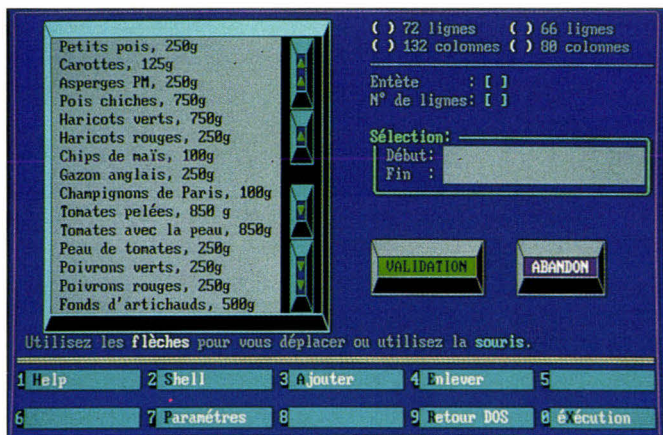 Petits pois, 250g
Carottes, 125g
Asperges PM, 250g
Pois chiches, 750g
Haricots verts, 750g
Haricots rouges, 250g
Chips de maïs, 100g
Gazon anglais, 250g
Champignons de Paris, 100g
Tomates pelées, 850 g
Tomates avec la peau, 850g
Peau de tomates, 250g
Poivrons verts, 250g
Poivrons rouges, 250g
Fonds d'artichauds, 500g
( ) 72 lignes ( ) 66 lignes
( ) 132 colonnes ( ) 80 colonnes
Entète : [ ]
N° de lignes: [ ]
Sélection:
Début:
Fin :
VALIDATION ABANDON
Utilisez les flèches pour vous déplacer ou utilisez la souris.
1 Help 2 Shell 3 Ajouter 4 Enlever 5
6 7 Paramétres 8 9 Retour DOS 0 éXécution